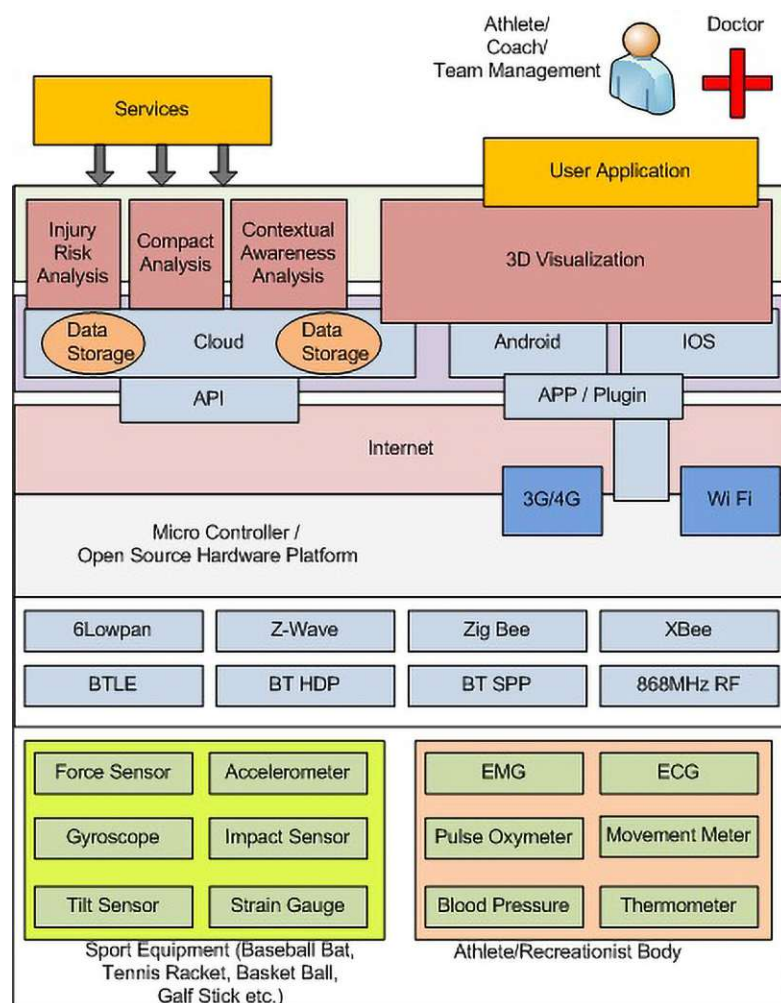 Athlete/
Coach/
Team Management
Doctor
Services
User Application
Injury
Risk
Analysis
Compact
Analysis
Contextual
Awareness
Analysis
3D Visualization
Data
Storage
Cloud
Data
Storage
Android
IOS
API
APP / Plugin
Internet
3G/4G
Wi Fi
Micro Controller /
Open Source Hardware Platform
6Lowpan
Z-Wave
Zig Bee
XBee
BTLE
BT HDP
BT SPP
868MHz RF
Force Sensor
Accelerometer
Gyroscope
Impact Sensor
Tilt Sensor
Strain Gauge
EMG
ECG
Pulse Oxymeter
Movement Meter
Blood Pressure
Thermometer
Sport Equipment (Baseball Bat,
Tennis Racket, Basket Ball,
Galf Stick etc.)
Athlete/Recreationist Body